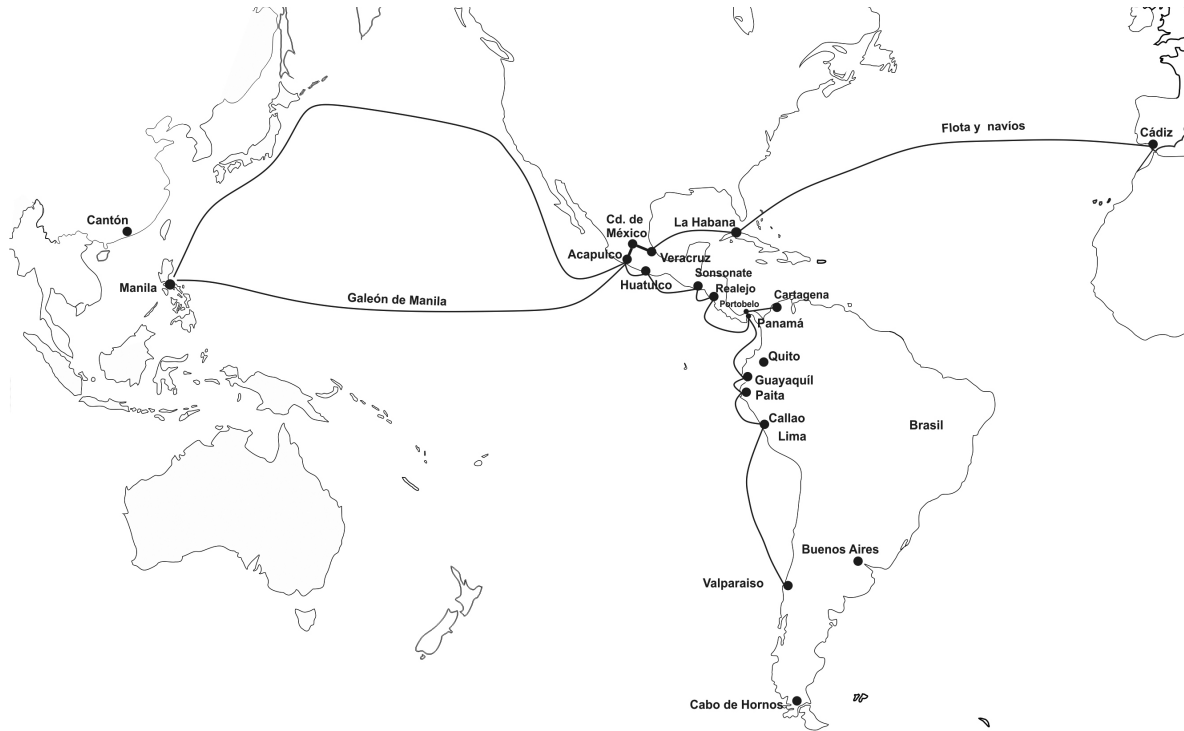 Flota y navíos
Cádiz
Cantón
La Habana
Cd. de
México
Acapulco
Veracruz
Manila
Huatulco
Sonsonate
Realejo
Galeón de Manila
Portobelo
Cartagena
Panamá
Quito
Guayaquíl
Paita
Callao
Lima
Brasil
Buenos Aires
Valparaiso
Cabo de Hornos